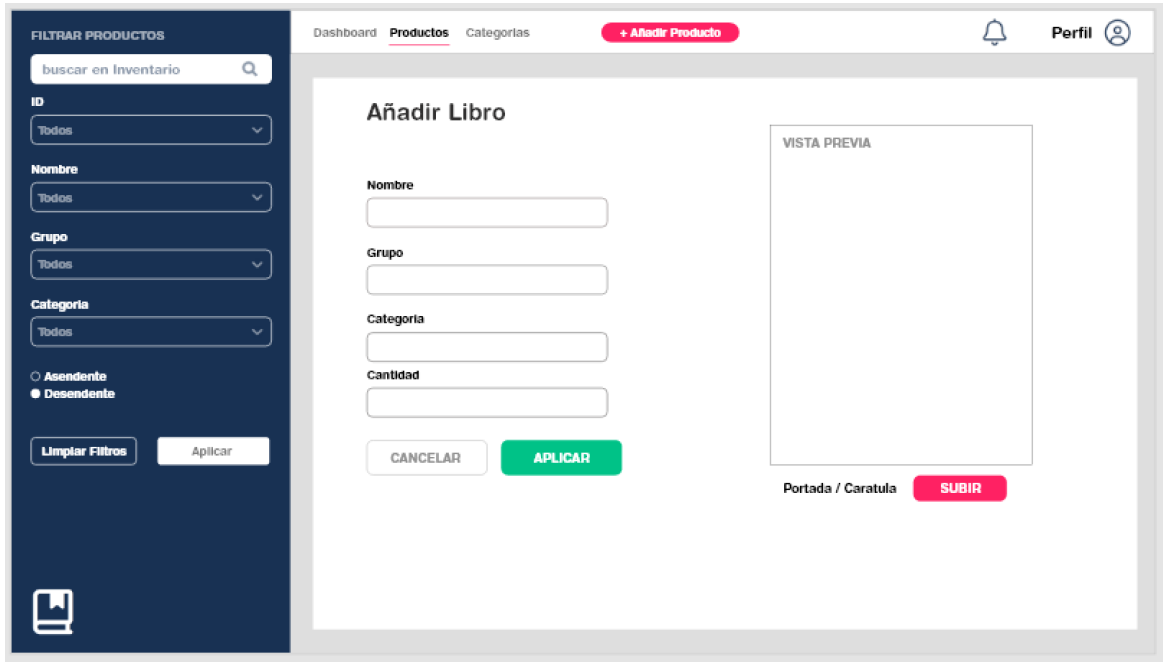 FILTRAR PRODUCTOS
buscar en Inventario
ID
Todos
Nombre
Todos
Grupo
Todos
Categoria
Todos
Asendente
Desendente
Limpiar Filtros
Aplicar
Dashboard Productos Categorias
+ Añadir Producto
Perfil
Añadir Libro
Nombre
Grupo
Categoria
Cantidad
CANCELAR
APLICAR
VISTA PREVIA
Portada / Caratula
SUBIR